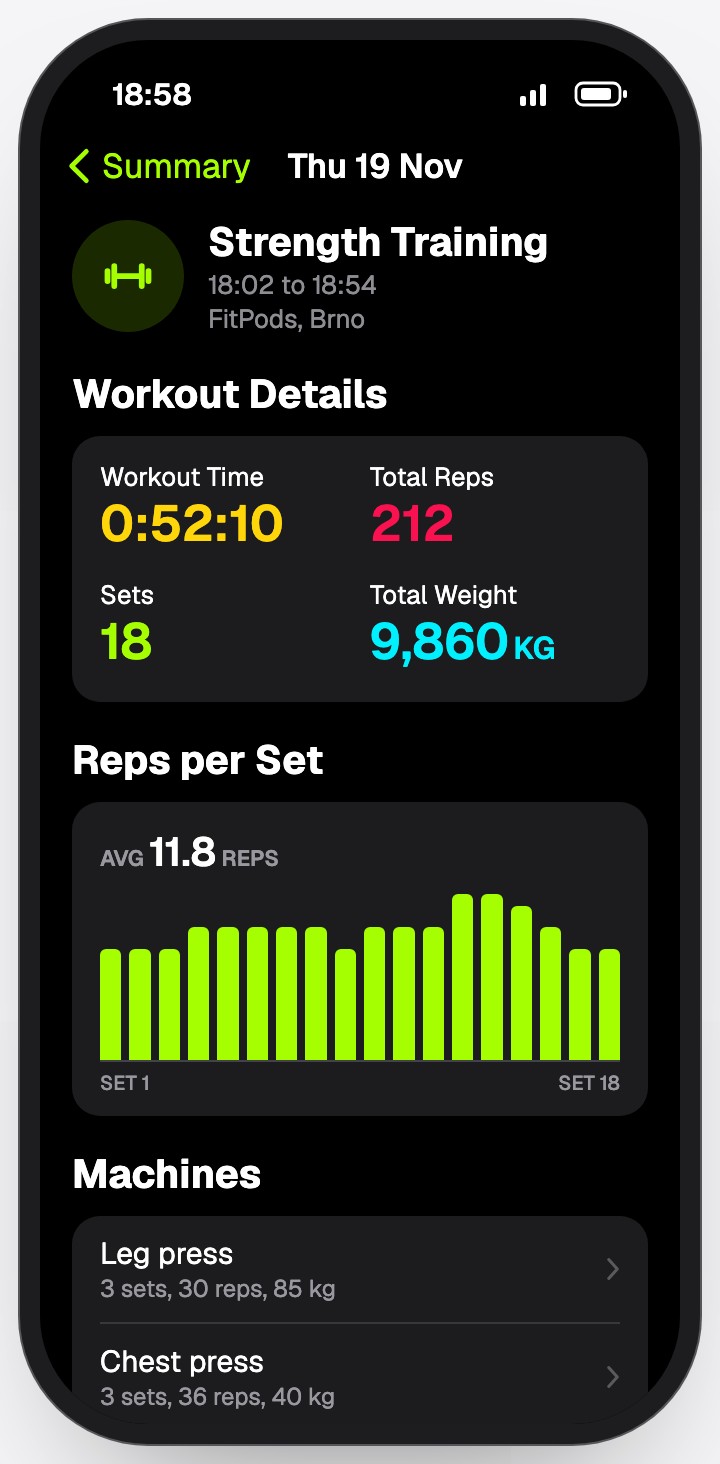 18:58
Summary Thu 19 Nov
Strength Training
18:02 to 18:54
FitPods, Brno
Workout Details
Workout Time Total Reps
0:52:10 212
Sets Total Weight
18 9,860 KG
Reps per Set
AVG 11.8 REPS
SET 1 SET 18
Machines
Leg press
3 sets, 30 reps, 85 kg
Chest press
3 sets, 36 reps, 40 kg